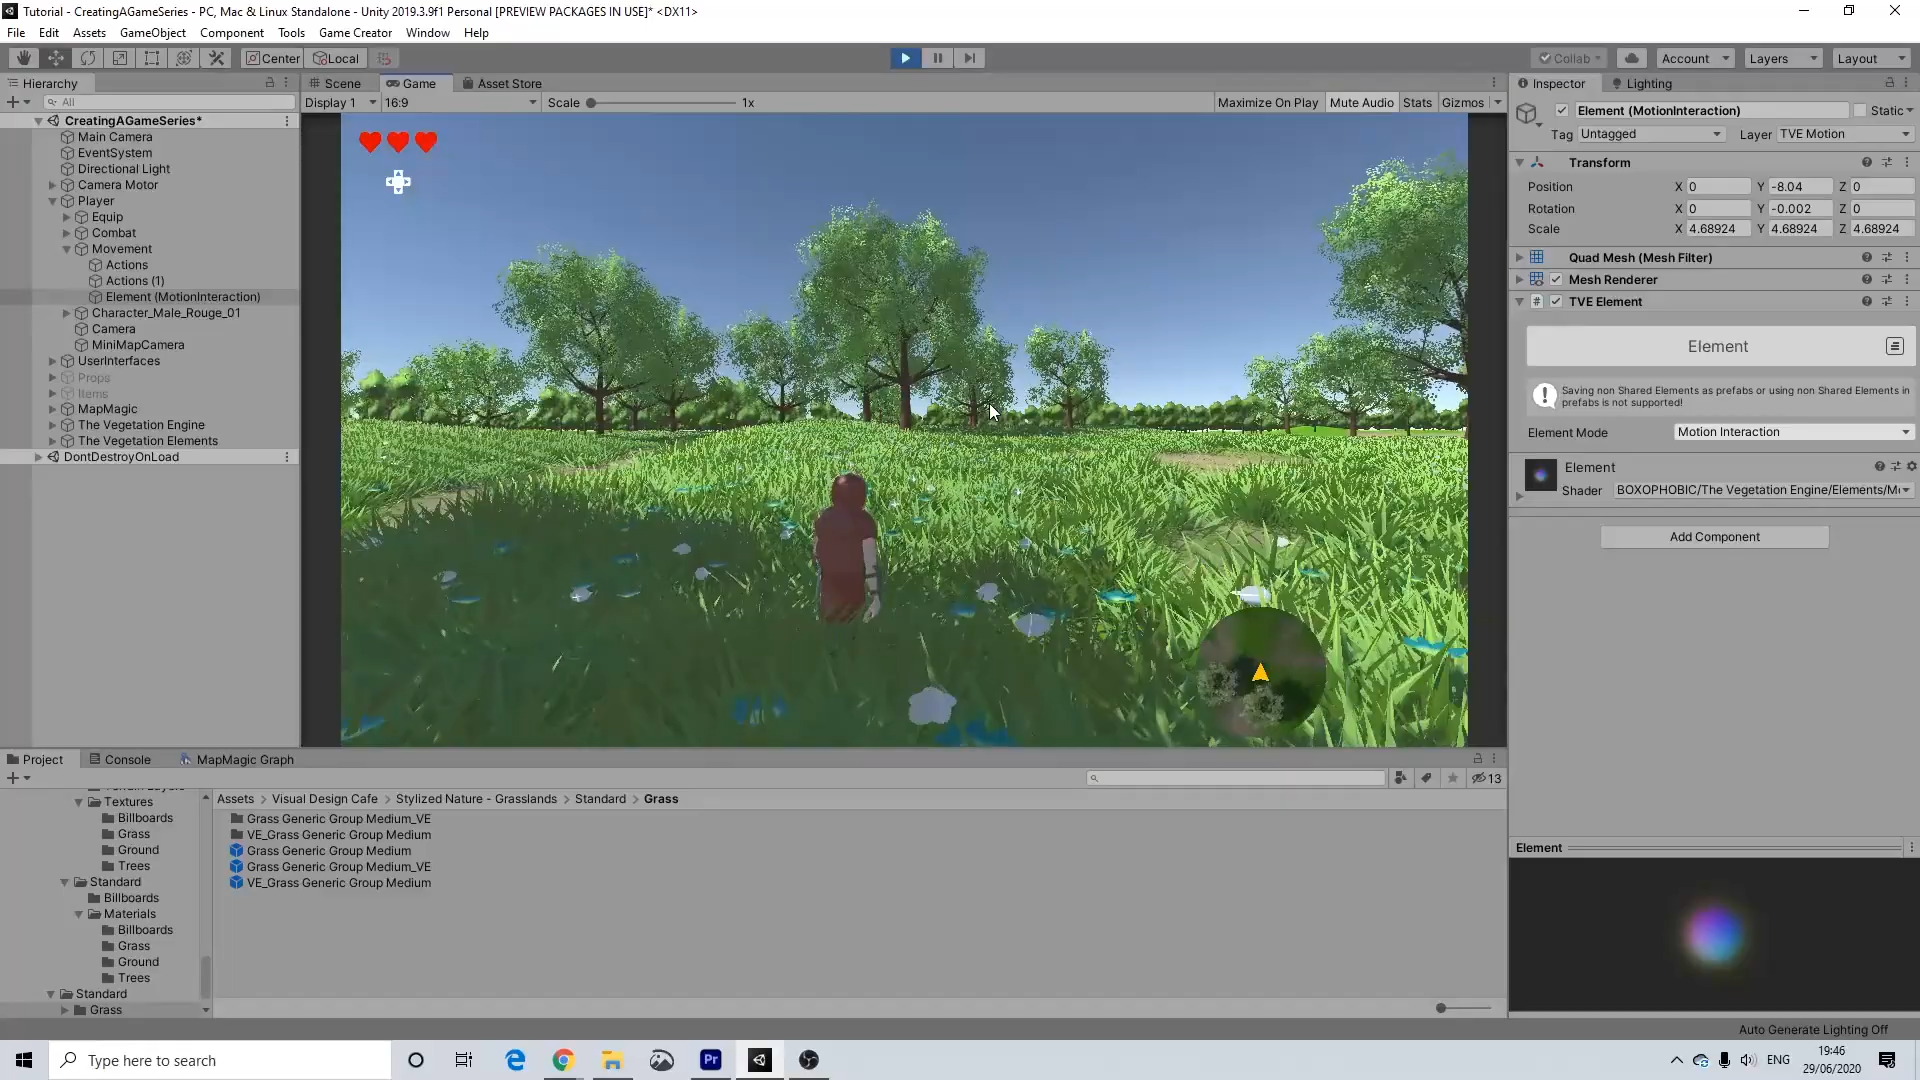 Tutorial - CreatingAGameSeries - PC, Mac & Linux Standalone - Unity 2019.3.9f1 Personal [PREVIEW PACKAGES IN USE]* <DX11>
File Edit Assets GameObject Component Tools Game Creator Window Help
Center Local Collab Account Layers Layout
Hierarchy
All
CreatingAGameSeries*
Main Camera
EventSystem
Directional Light
Camera Motor
Player
Equip
Combat
Movement
Actions
Actions (1)
Element (MotionInteraction)
Character_Male_Rouge_01
Camera
MiniMapCamera
UserInterfaces
Props
Items
MapMagic
The Vegetation Engine
The Vegetation Elements
DontDestroyOnLoad
Scene Game Asset Store
Display 1 16:9 Scale 1x Maximize On Play Mute Audio Stats Gizmos
Inspector Lighting
Element (MotionInteraction) Static
Tag Untagged Layer TVE Motion
Transform
Position X 0 Y -8.04 Z 0
Rotation X 0 Y -0.002 Z 0
Scale X 4.68924 Y 4.68924 Z 4.68924
Quad Mesh (Mesh Filter)
Mesh Renderer
# TVE Element
Element
Saving non Shared Elements as prefabs or using non Shared Elements in
prefabs is not supported!
Element Mode Motion Interaction
Element
Shader BOXOPHOBIC/The Vegetation Engine/Elements/M
Add Component
Element
Project Console MapMagic Graph
13
Textures
Billboards
Grass
Ground
Trees
Standard
Billboards
Materials
Billboards
Grass
Ground
Trees
Standard
Grass
Assets > Visual Design Cafe > Stylized Nature - Grasslands > Standard > Grass
Grass Generic Group Medium_VE
VE_Grass Generic Group Medium
Grass Generic Group Medium
Grass Generic Group Medium_VE
VE_Grass Generic Group Medium
Auto Generate Lighting Off
Type here to search
Pr
ENG
19:46
29/06/2020